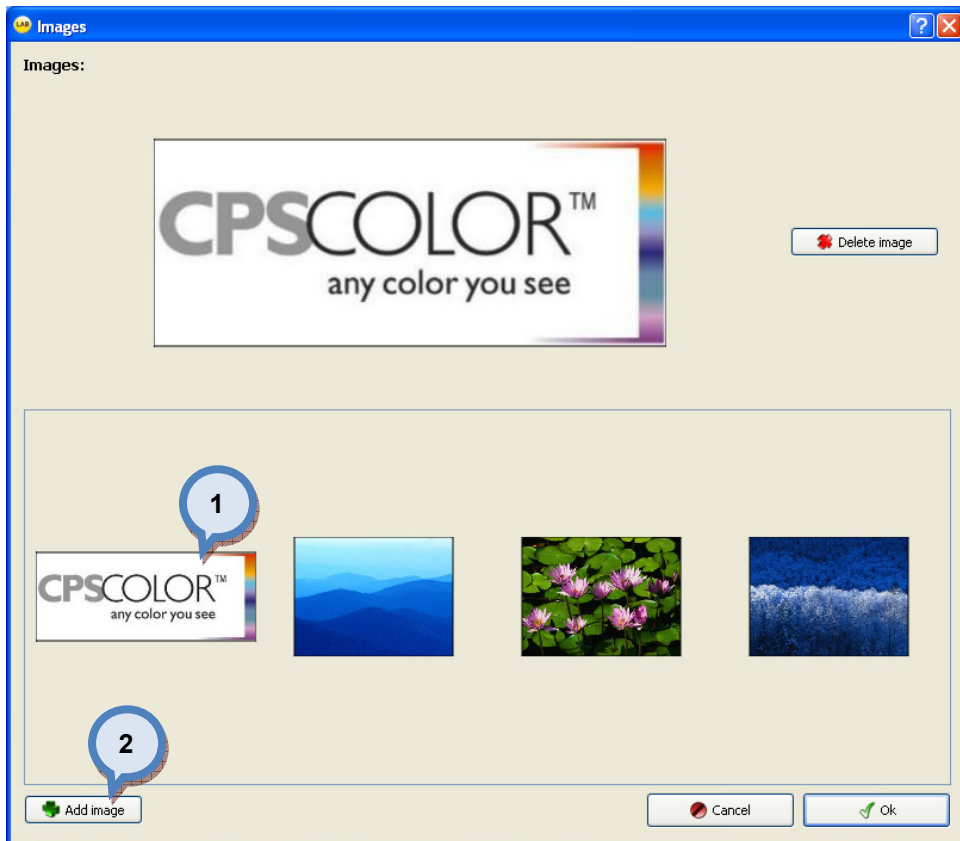 LAB Images
Images:
CPSCOLOR™
any color you see
Delete image
1
CPSCOLOR™
any color you see
2
Add image
Cancel
Ok